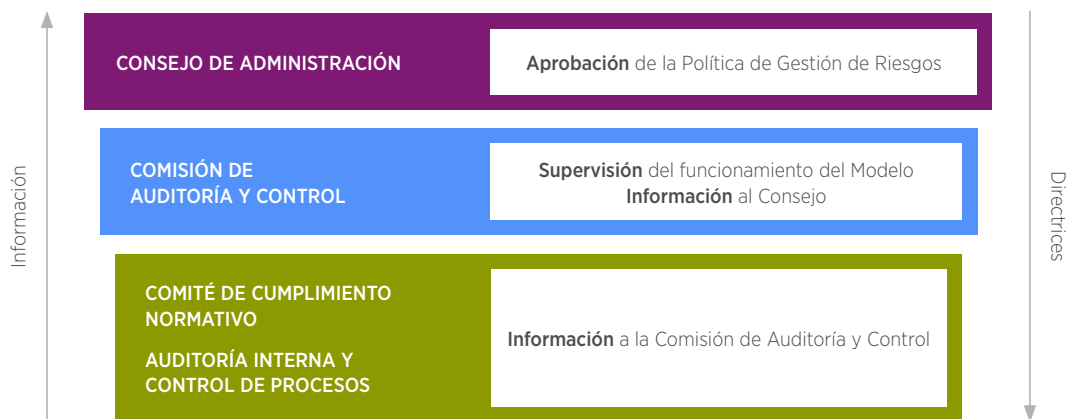 Información
CONSEJO DE ADMINISTRACIÓN
Aprobación de la Política de Gestión de Riesgos
COMISIÓN DE
AUDITORÍA Y CONTROL
Supervisión del funcionamiento del Modelo
Información al Consejo
COMITÉ DE CUMPLIMIENTO
NORMATIVO
AUDITORÍA INTERNA Y
CONTROL DE PROCESOS
Información a la Comisión de Auditoría y Control
Directrices